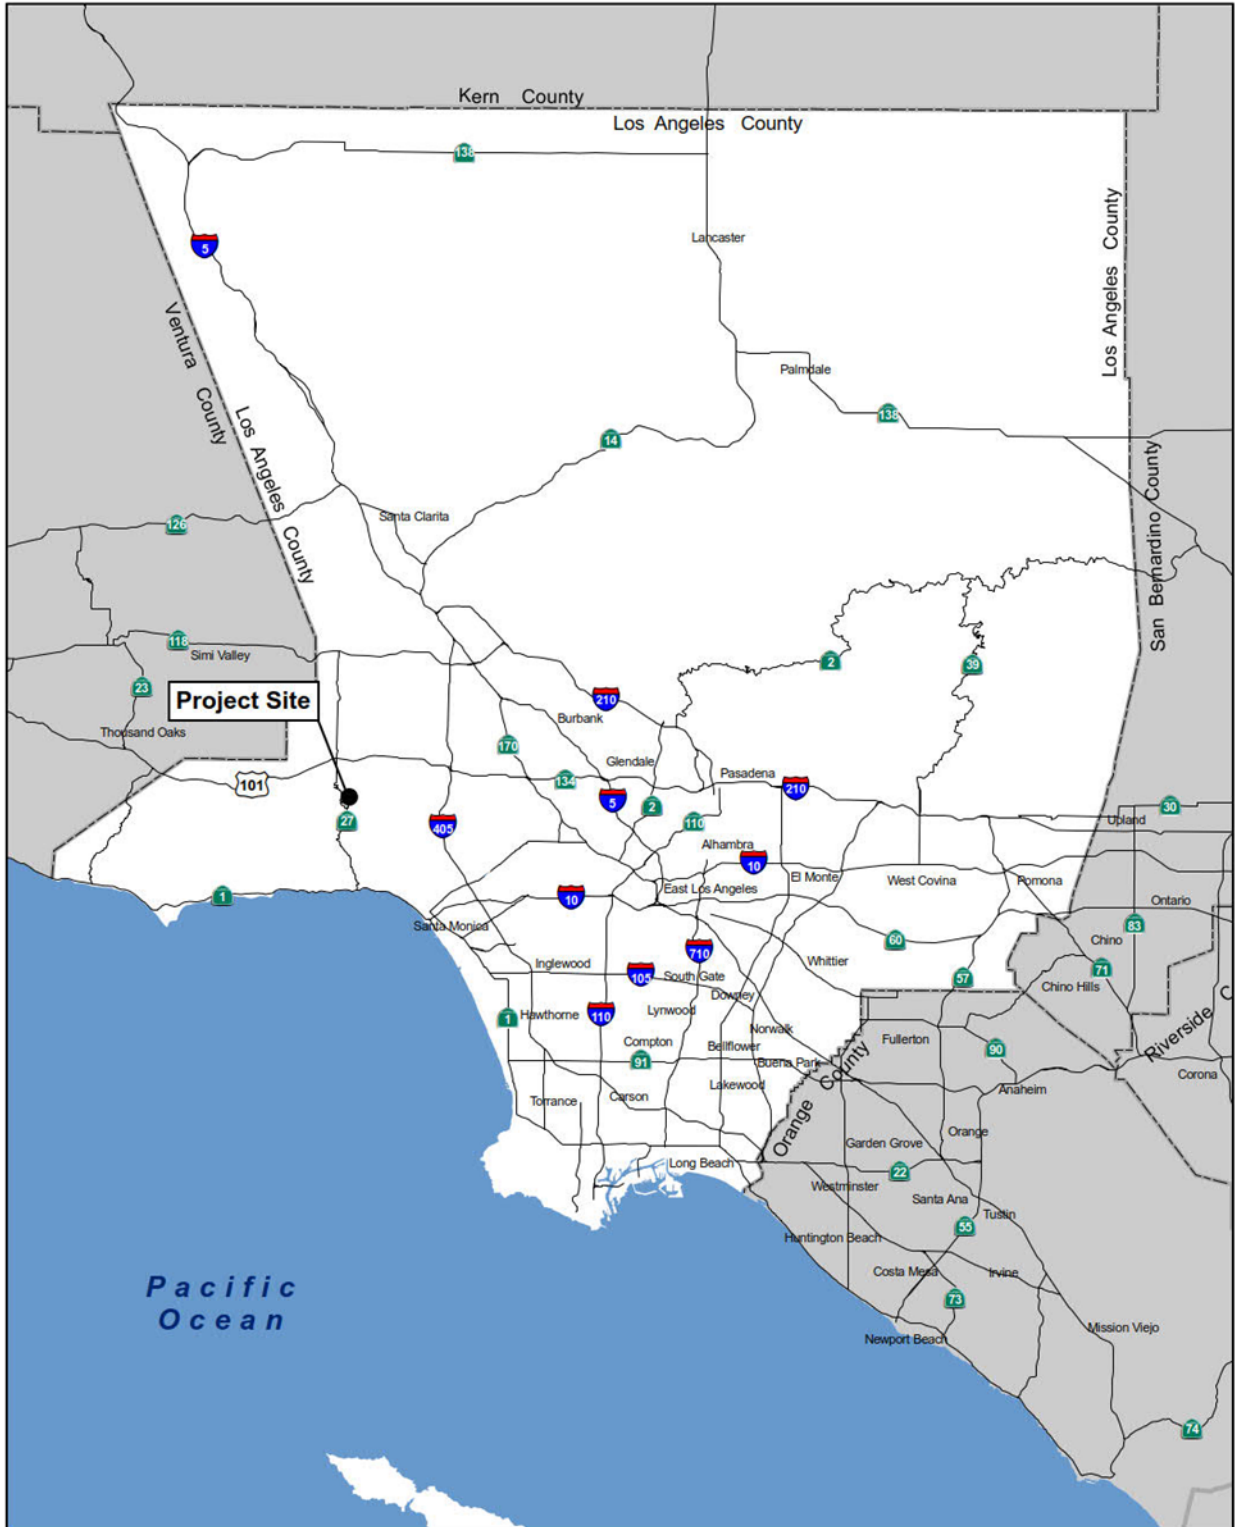 Kern County
Los Angeles County
138
Los Angeles County
Lancaster
5
Ventura County
Palmdale
Los Angeles County
138
14
San Bernardino County
Santa Clarita
126
118
Simi Valley
2
39
23
Project Site
210
Burbank
Thousand Oaks
170
Glendale
Pasadena
134
101
210
5
2
30
27
405
110
Upland
Alhambra
10
El Monte
West Covina
Pomona
East Los Angeles
1
10
Ontario
Santa Monica
83
60
Chino
710
Whittier
Inglewood
105
South Gate
71
57
Chino Hills
Downey
1
Hawthorne
110
Lynwood
Norwalk
Riverside C
Compton
Bellflower
Fullerton
90
91
Buena Park
Orange County
Corona
Lakewood
Anaheim
Torrance
Carson
Orange
Garden Grove
Long Beach
22
Westminster
Santa Ana
Tustin
55
Huntington Beach
Costa Mesa
Irvine
Pacific
Ocean
73
Mission Viejo
Newport Beach
74